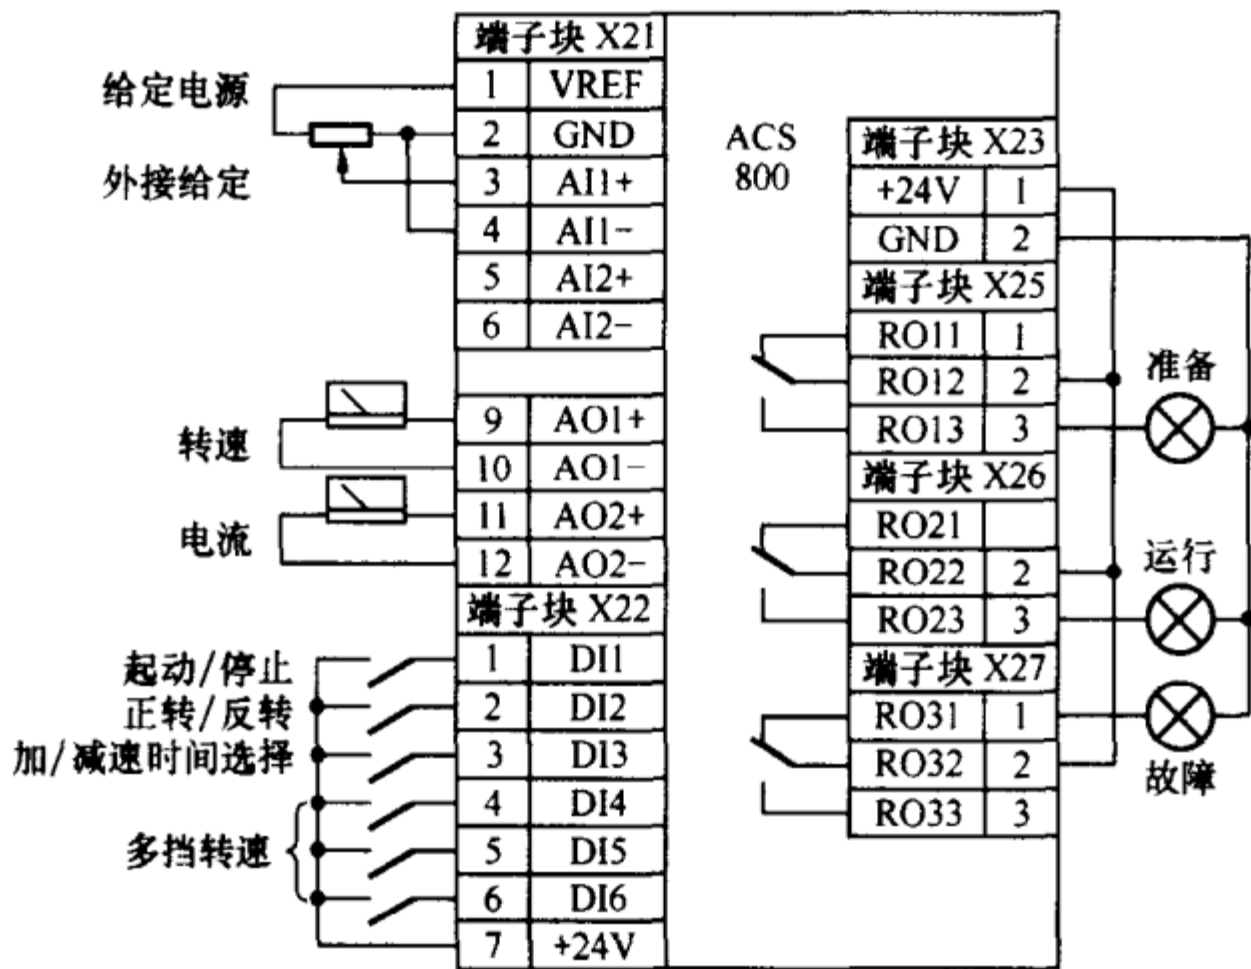 端子块 X21
给定电源
1 VREF
2 GND
外接给定
3 AI1+
4 AI1-
5 AI2+
6 AI2-
转速
9 AO1+
10 AO1-
电流
11 AO2+
12 AO2-
端子块 X22
起动/停止
1 DI1
正转/反转
2 DI2
加/减速时间选择
3 DI3
多挡转速
4 DI4
5 DI5
6 DI6
7 +24V
ACS
800
端子块 X23
+24V 1
GND 2
端子块 X25
RO11 1
RO12 2
RO13 3
准备
端子块 X26
RO21
RO22 2
RO23 3
运行
端子块 X27
RO31 1
RO32 2
RO33 3
故障